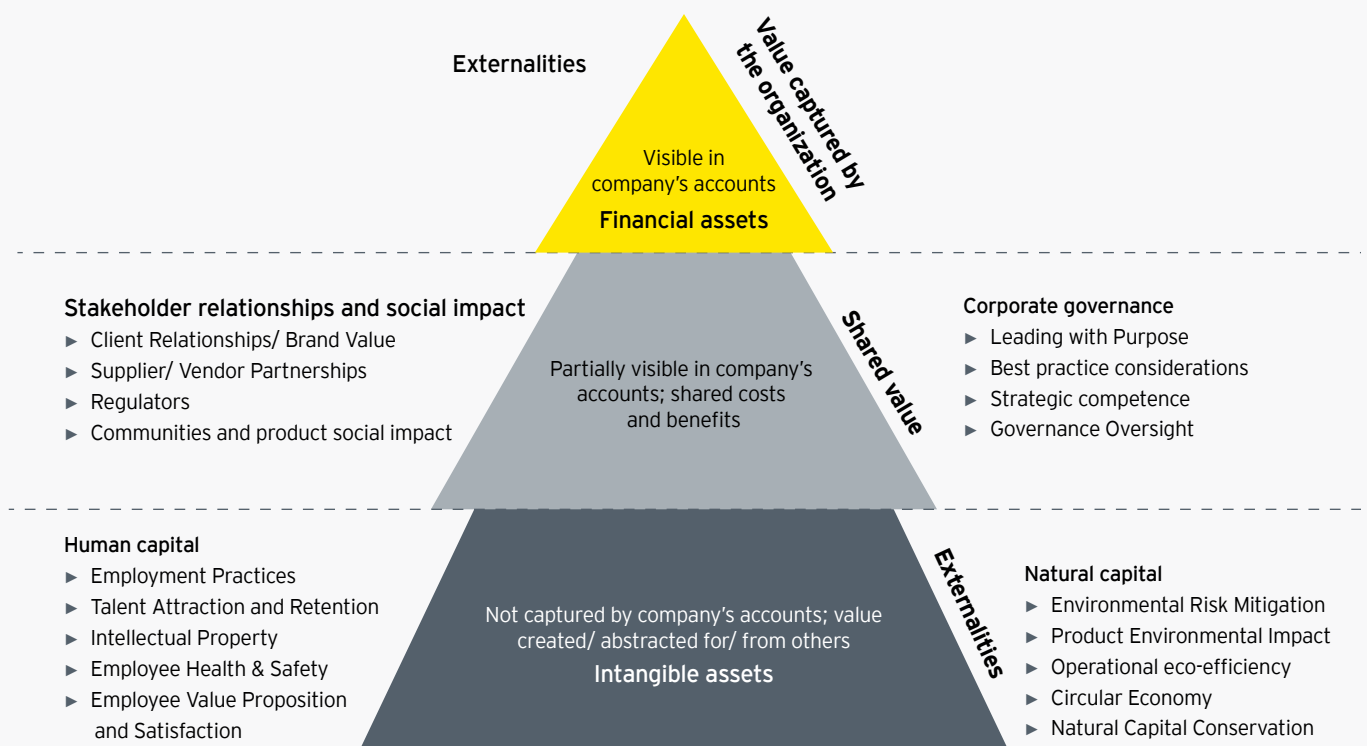 Externalities
Value captured by
the organization
Visible in
company's accounts
Financial assets
Stakeholder relationships and social impact
► Client Relationships/ Brand Value
► Supplier/ Vendor Partnerships
► Regulators
► Communities and product social impact
Partially visible in company's
accounts; shared costs
and benefits
Shared value
Corporate governance
► Leading with Purpose
► Best practice considerations
► Strategic competence
► Governance Oversight
Human capital
► Employment Practices
► Talent Attraction and Retention
► Intellectual Property
► Employee Health & Safety
► Employee Value Proposition
and Satisfaction
Not captured by company's accounts; value
created/ abstracted for/ from others
Intangible assets
Externalities
Natural capital
► Environmental Risk Mitigation
► Product Environmental Impact
► Operational eco-efficiency
► Circular Economy
► Natural Capital Conservation